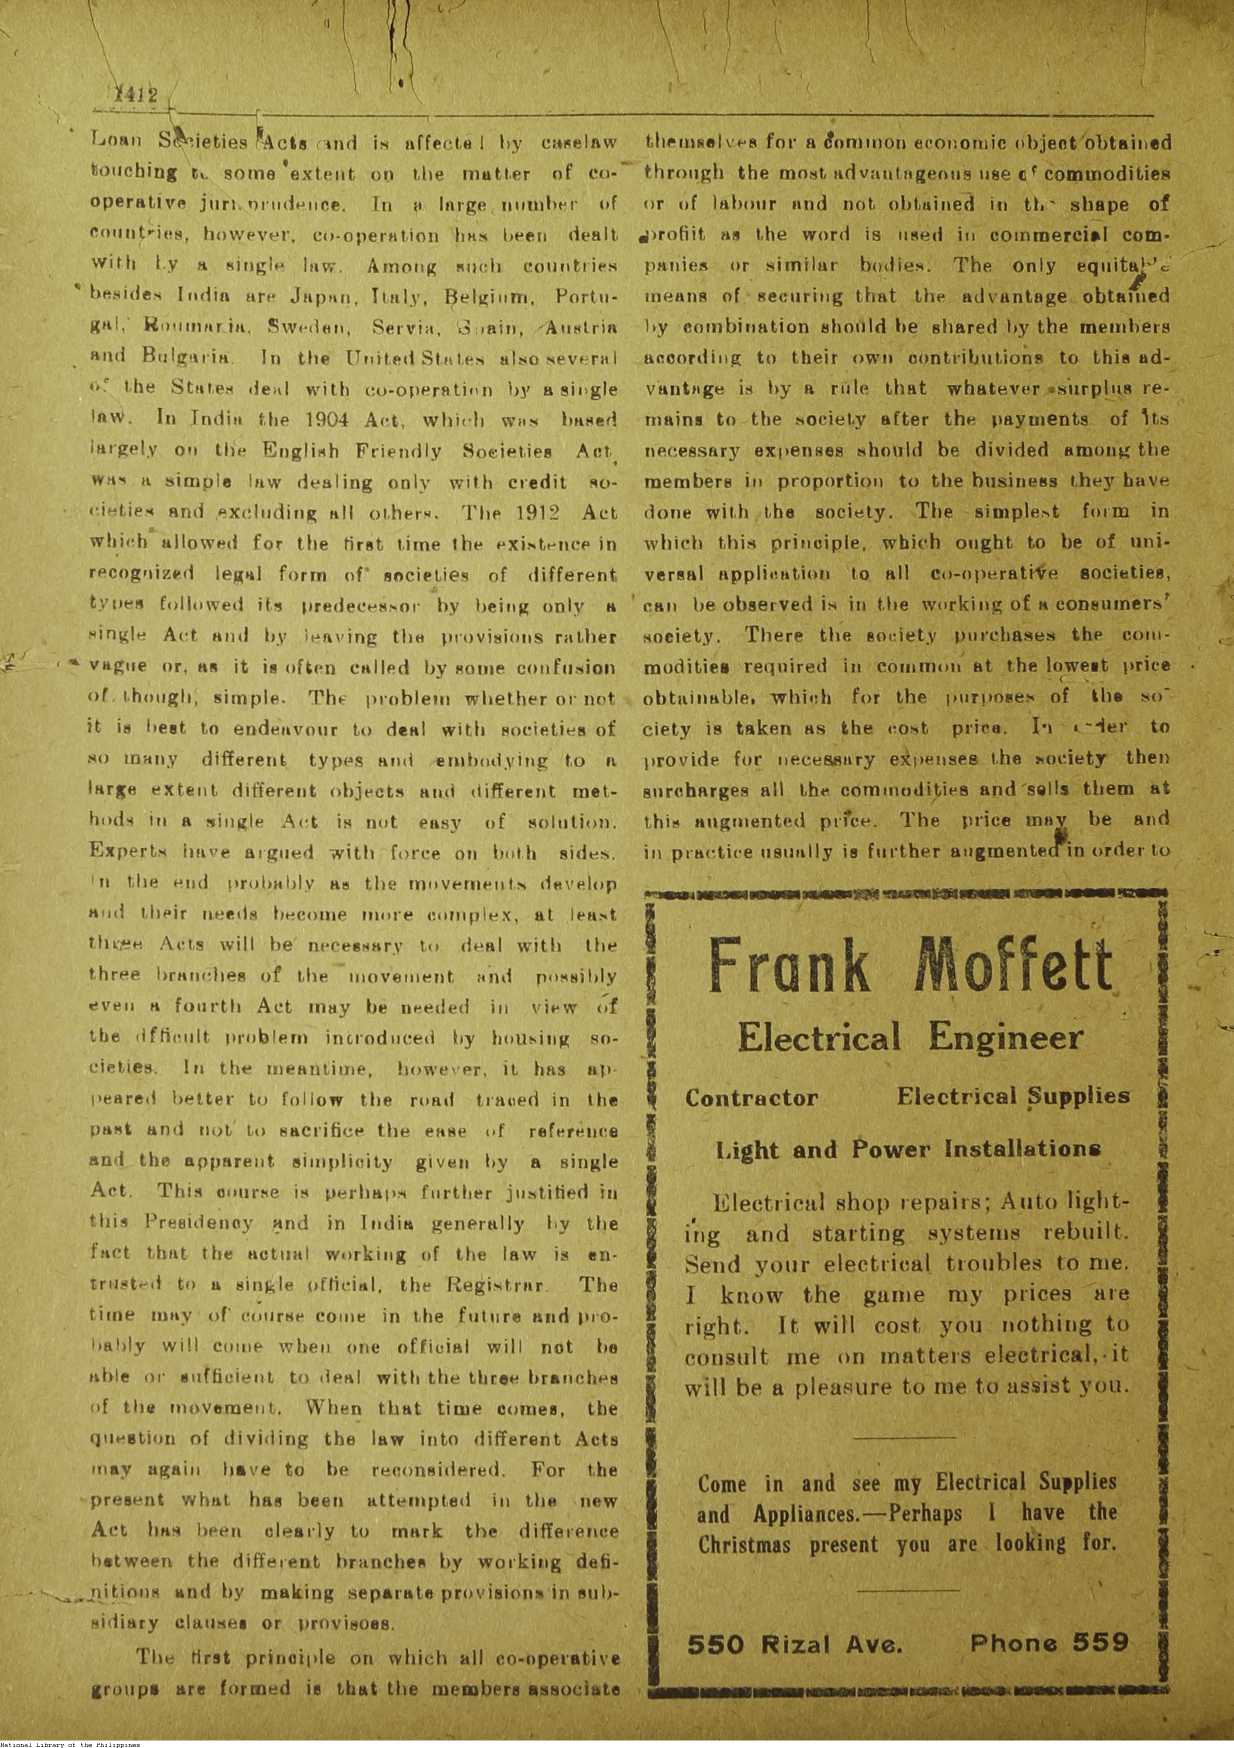 1412
Loan Societies Acts and is affected by caselaw
touching to some extent on the matter of co-
operative jurisprudence. In a large number of
countries, however, co-operation has been dealt
with by a single law. Among such countries
besides India are Japan, Italy, Belgium, Portu-
gal, Roumaria, Sweden, Servia, Spain, Austria
and Bulgaria. In the United States also several
of the States deal with co-operation by a single
law. In India the 1904 Act, which was based
largely on the English Friendly Societies Act,
was a simple law dealing only with credit so-
cieties and excluding all others. The 1912 Act
which allowed for the first time the existence in
recognized legal form of societies of different
types followed its predecessor by being only a
single Act and by leaving the provisions rather
vague or, as it is often called by some confusion
of though, simple. The problem whether or not
it is best to endeavour to deal with societies of
so many different types and embodying to a
large extent different objects and different met-
hods in a single Act is not easy of solution.
Experts have argued with force on both sides.
In the end probably as the movements develop
and their needs become more complex, at least
three Acts will be necessary to deal with the
three branches of the movement and possibly
even a fourth Act may be needed in view of
the dfficult problem introduced by housing so-
cieties. In the meantime, however, it has ap-
peared better to follow the road traced in the
past and not to sacrifice the ease of reference
and the apparent simplicity given by a single
Act. This course is perhaps further justified in
this Presidency and in India generally by the
fact that the actual working of the law is en-
trusted to a single official, the Registrar. The
time may of course come in the future and pro-
bably will come when one official will not be
able or sufficient to deal with the three branches
of the movement. When that time comes, the
question of dividing the law into different Acts
may again have to be reconsidered. For the
present what has been attempted in the new
Act has been clearly to mark the difference
between the different branches by working defi-
nitions and by making separate provisions in sub-
sidiary clauses or provisoes.
The first principle on which all co-operative
groups are formed is that the members associate
themselves for a common economic object obtained
through the most advantageous use of commodities
or of labour and not obtained in the shape of
profiit as the word is used in commercial com-
panies or similar bodies. The only equitable
means of securing that the advantage obtained
by combination should be shared by the members
according to their own contributions to this ad-
vantage is by a rule that whatever surplus re-
mains to the society after the payments of its
necessary expenses should be divided among the
members in proportion to the business they have
done with the society. The simplest form in
which this principle, which ought to be of uni-
versal application to all co-operative societies,
can be observed is in the working of a consumers'
society. There the society purchases the com-
modities required in common at the lowest price
obtainable, which for the purposes of the so-
ciety is taken as the cost price. In order to
provide for necessary expenses the society then
surcharges all the commodities and sells them at
this augmented price. The price may be and
in practice usually is further augmented in order to
Frank Moffett
Electrical Engineer
Contractor Electrical Supplies
Light and Power Installations
Electrical shop repairs; Auto light-
ing and starting systems rebuilt.
Send your electrical troubles to me.
I know the game my prices are
right. It will cost you nothing to
consult me on matters electrical, it
will be a pleasure to me to assist you.
Come in and see my Electrical Supplies
and Appliances.—Perhaps I have the
Christmas present you are looking for.
550 Rizal Ave. Phone 559
National Library of the Philippines